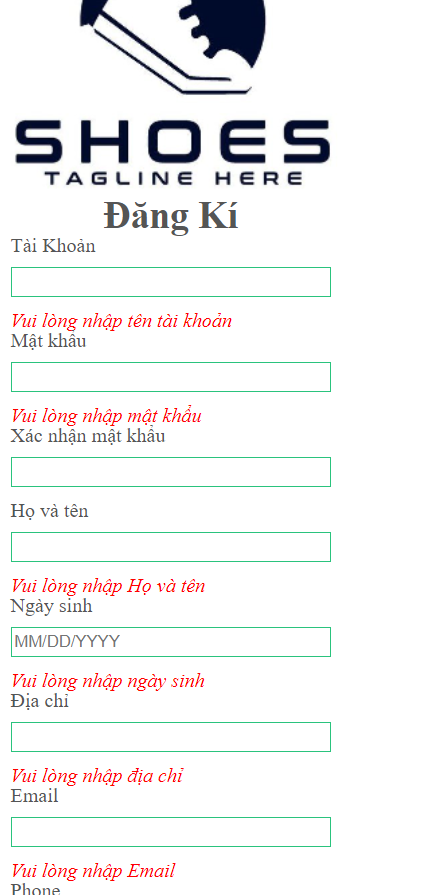 SHOES
TAGLINE HERE
Đăng Kí
Tài Khoản
Vui lòng nhập tên tài khoản
Mật khẩu
Vui lòng nhập mật khẩu
Xác nhận mật khẩu
Họ và tên
Vui lòng nhập Họ và tên
Ngày sinh
MM/DD/YYYY
Vui lòng nhập ngày sinh
Địa chỉ
Vui lòng nhập địa chỉ
Email
Vui lòng nhập Email
Phone